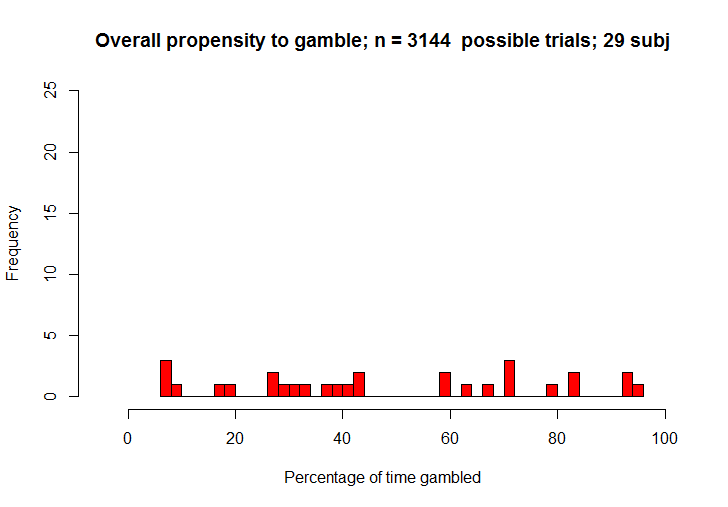 Overall propensity to gamble; n = 3144  possible trials; 29 subj
Frequency
25
20
15
10
5
0
0 20 40 60 80 100
Percentage of time gambled